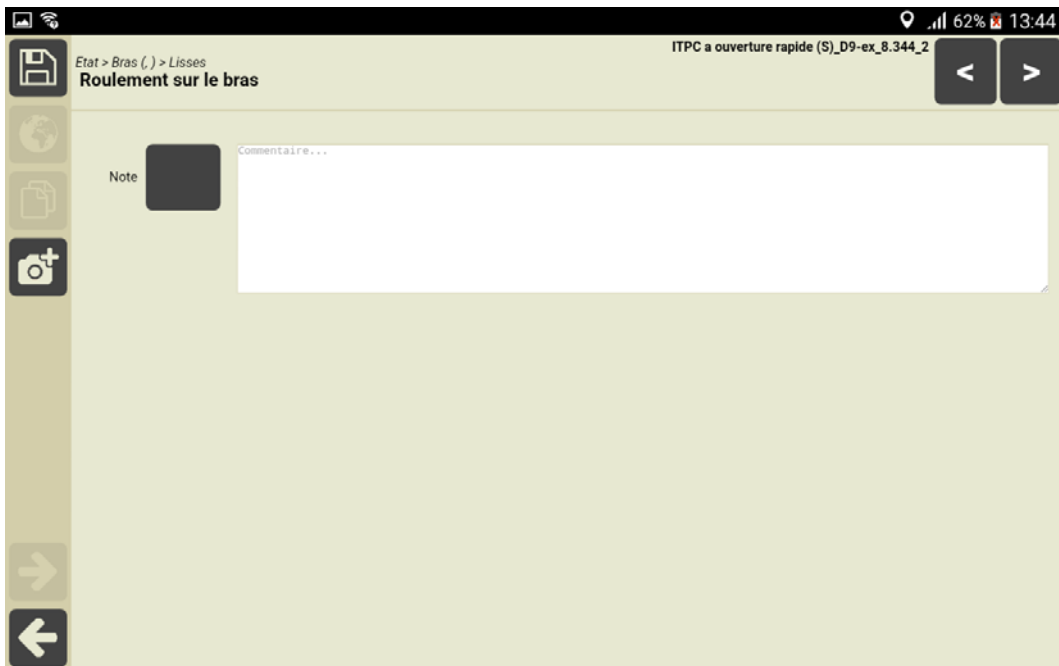 62% 13:44
ITPC a ouverture rapide (S)_D9-ex_8.344_2
Etat > Bras (, ) > Lisses
Roulement sur le bras
< >
Note
Commentaire...